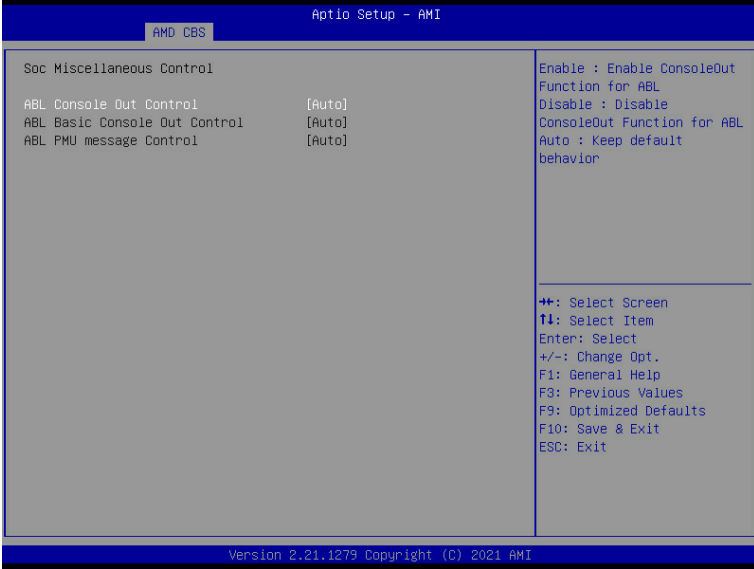 Aptio Setup – AMI
AMD CBS
Soc Miscellaneous Control
ABL Console Out Control [Auto]
ABL Basic Console Out Control [Auto]
ABL PMU message Control [Auto]
Enable : Enable ConsoleOut
Function for ABL
Disable : Disable
ConsoleOut Function for ABL
Auto : Keep default
behavior
→←: Select Screen
↑↓: Select Item
Enter: Select
+/-: Change Opt.
F1: General Help
F3: Previous Values
F9: Optimized Defaults
F10: Save & Exit
ESC: Exit
Version 2.21.1279 Copyright (C) 2021 AMI